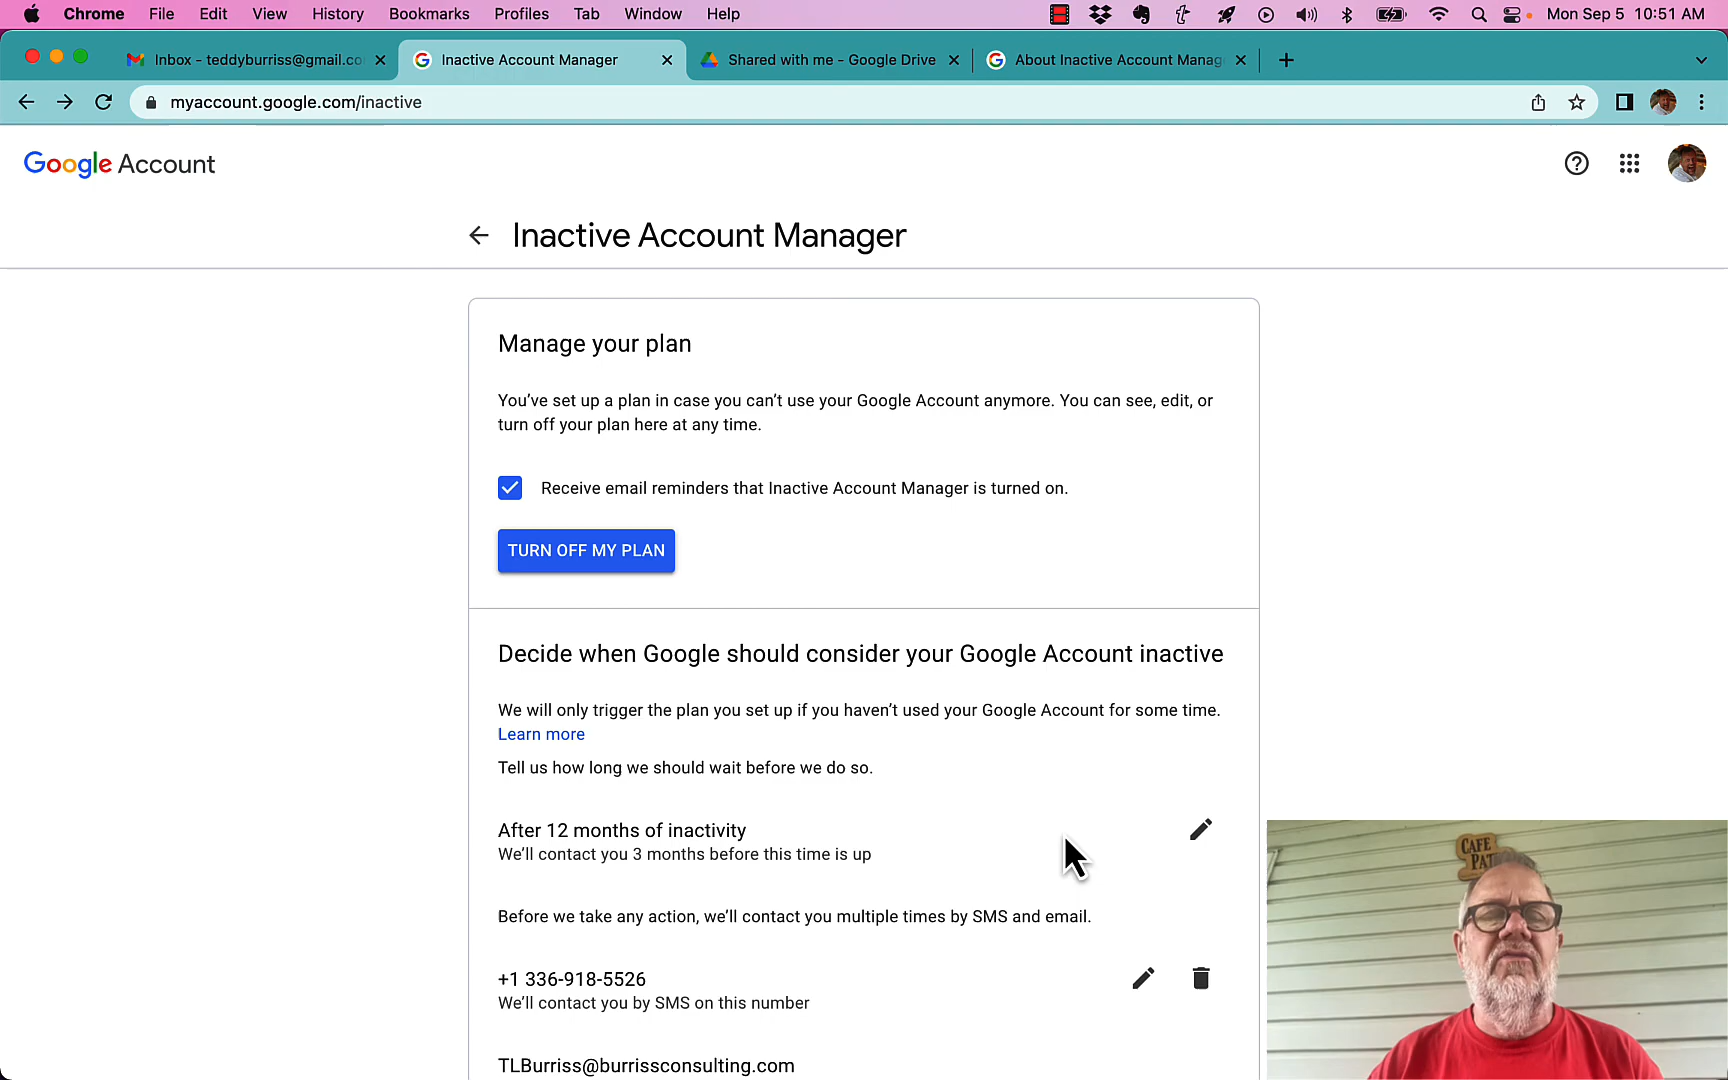 Chrome File Edit View History Bookmarks Profiles Tab Window Help Mon Sep 5 10:51 AM
Inbox - teddyburriss@gmail.co Inactive Account Manager Shared with me - Google Drive About Inactive Account Manag
myaccount.google.com/inactive
Google Account
Inactive Account Manager
Manage your plan
You've set up a plan in case you can't use your Google Account anymore. You can see, edit, or
turn off your plan here at any time.
Receive email reminders that Inactive Account Manager is turned on.
TURN OFF MY PLAN
Decide when Google should consider your Google Account inactive
We will only trigger the plan you set up if you haven't used your Google Account for some time.
Learn more
Tell us how long we should wait before we do so.
After 12 months of inactivity
We'll contact you 3 months before this time is up
Before we take any action, we'll contact you multiple times by SMS and email.
+1 336-918-5526
We'll contact you by SMS on this number
TLBurriss@burrissconsulting.com
CAFE